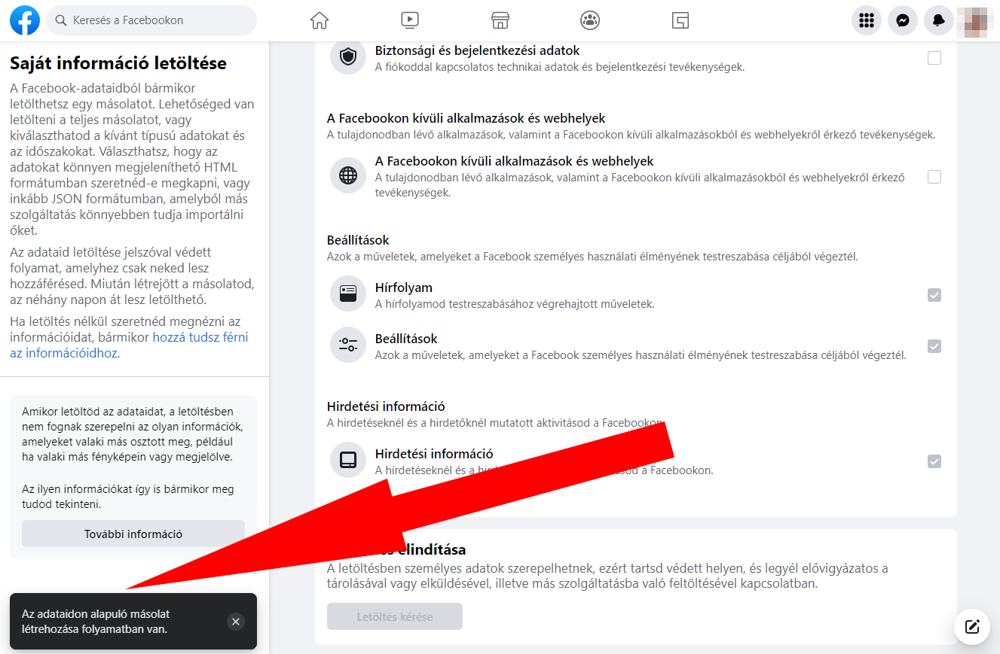 Keresés a Facebookon
Saját információ letöltése
A Facebook-adataidból bármikor
letölthetsz egy másolatot. Lehetőséged van
letölteni a teljes másolatot, vagy
kiválaszthatod a kívánt típusú adatokat és
az időszakokat. Választhatsz, hogy az
adatokat könnyen megjeleníthető HTML
formátumban szeretnéd-e megkapni, vagy
inkább JSON formátumban, amelyből más
szolgáltatás könnyebben tudja importálni
őket.
Az adataid letöltése jelszóval védett
folyamat, amelyhez csak neked lesz
hozzáférésed. Miután létrejött a másolatod,
az néhány napon át lesz letölthető.
Ha letöltés nélkül szeretnéd megnézni az
információidat, bármikor hozzá tudsz férni
az információidhoz.
Amikor letöltöd az adataidat, a letöltésben
nem fognak szerepelni az olyan információk,
amelyeket valaki más osztott meg, például
ha valaki más fényképein vagy megjelölve.
Az ilyen információkat így is bármikor meg
tudod tekinteni.
További információ
Az adataidon alapuló másolat
létrehozása folyamatban van.
Biztonsági és bejelentkezési adatok
A fiókoddal kapcsolatos technikai adatok és bejelentkezési tevékenységek.
A Facebookon kívüli alkalmazások és webhelyek
A tulajdonodban lévő alkalmazások, valamint a Facebookon kívüli alkalmazásokból és webhelyekről érkező tevékenységek.
A Facebookon kívüli alkalmazások és webhelyek
A tulajdonodban lévő alkalmazások, valamint a Facebookon kívüli alkalmazásokból és webhelyekről érkező
tevékenységek.
Beállítások
Azok a műveletek, amelyeket a Facebook személyes használati élményének testreszabása céljából végeztél.
Hírfolyam
A hírfolyamod testreszabásához végrehajtott műveletek.
Beállítások
Azok a műveletek, amelyeket a Facebook személyes használati élményének testreszabása céljából végeztél.
Hirdetési információ
A hirdetéseknél és a hirdetőknél mutatott aktivitásod a Facebookon.
Hirdetési információ
A hirdetéseknél és a a Facebookon.
elindítása
A letöltésben személyes adatok szerepelhetnek, ezért tartsd védett helyen, és legyél elővigyázatos a
tárolásával vagy elküldésével, illetve más szolgáltatásba való feltöltésével kapcsolatban.
Letöltés kérése